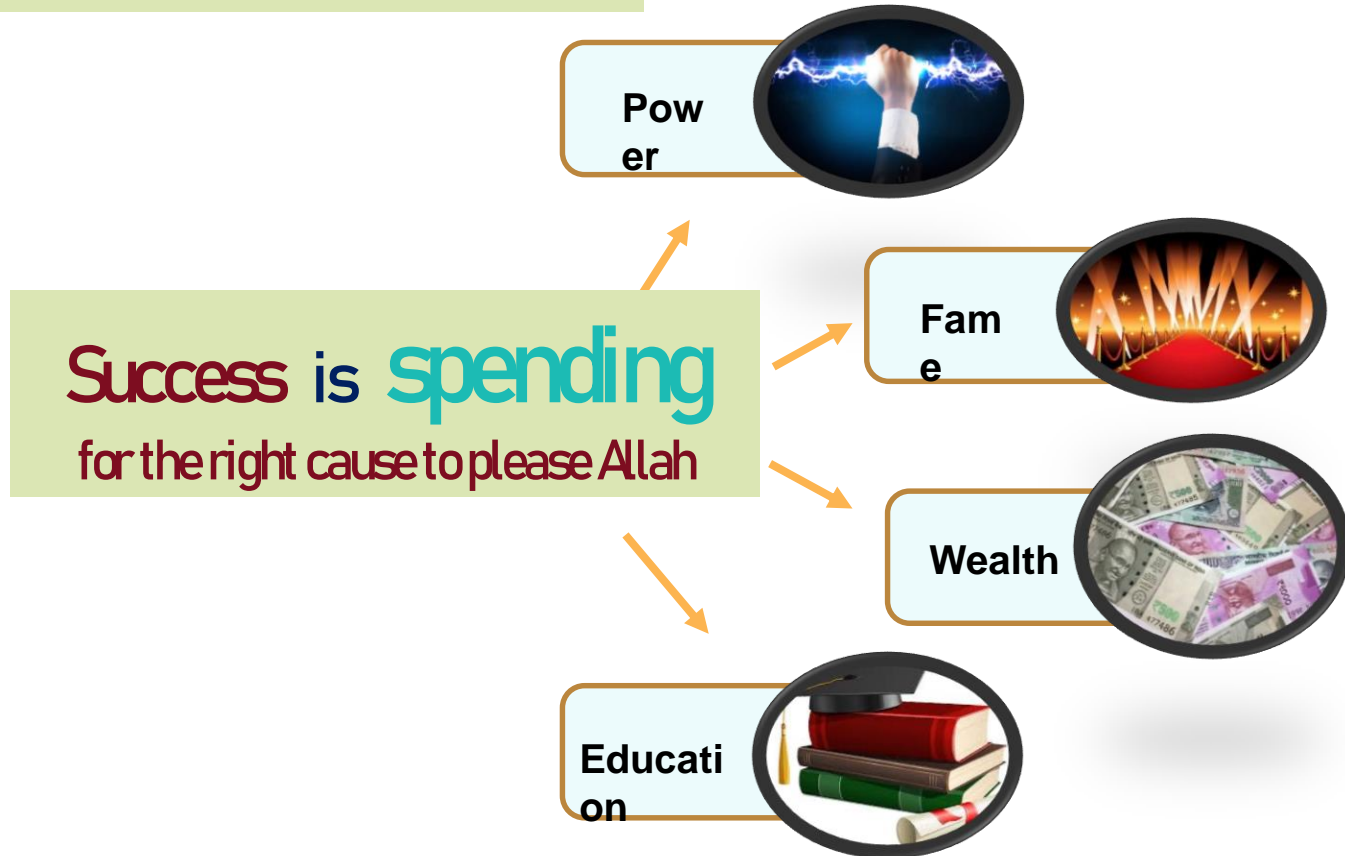 Pow
er
Fam
e
Success is spending
for the right cause to please Allah
Wealth
Educati
on